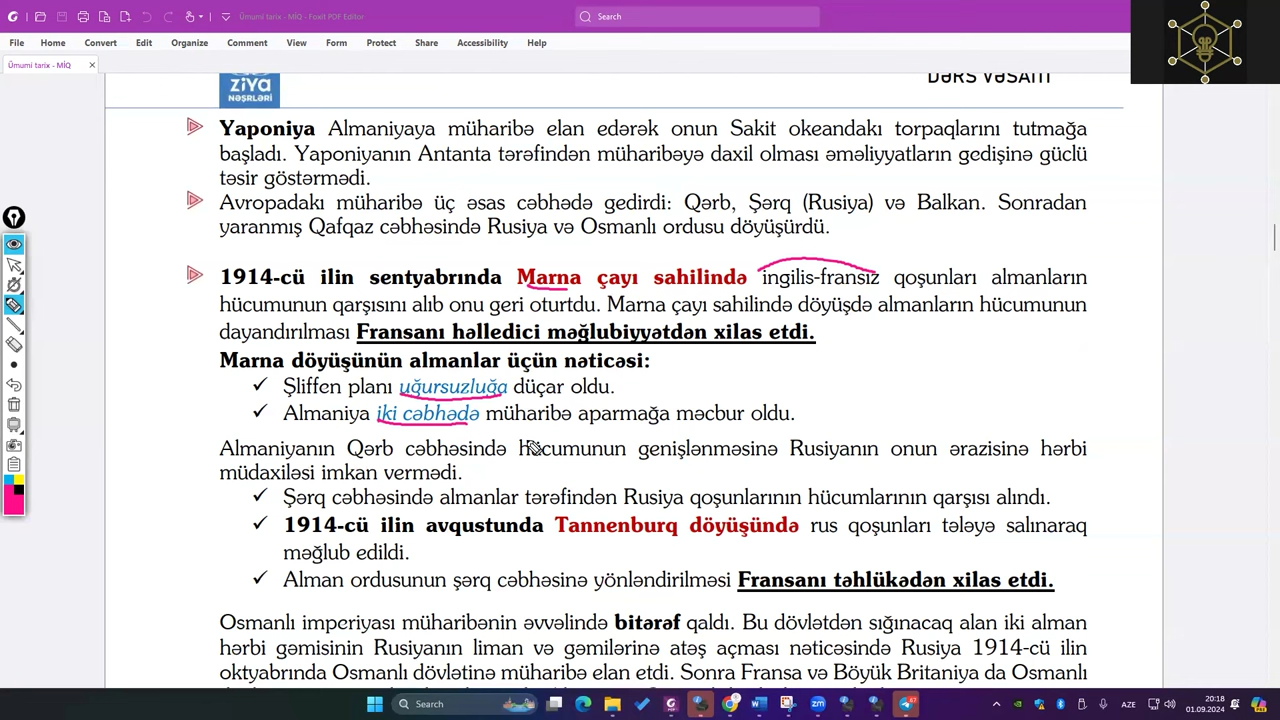 Ümumi tarix - MİQ - Foxit PDF Editor
Search
File Home Convert Edit Organize Comment View Form Protect Share Accessibility Help
Ümumi tarix - MİQ
ZİYA
NƏŞRLƏRİ
DƏRS VƏSAİTİ
Yaponiya Almaniyaya müharibə elan edərək onun Sakit okeandakı torpaqlarını tutmağa
başladı. Yaponiyanın Antanta tərəfindən müharibəyə daxil olması əməliyyatların gedişinə güclü
təsir göstərmədi.
Avropadakı müharibə üç əsas cəbhədə gedirdi: Qərb, Şərq (Rusiya) və Balkan. Sonradan
yaranmış Qafqaz cəbhəsində Rusiya və Osmanlı ordusu döyüşürdü.
1914-cü ilin sentyabrında Marna çayı sahilində ingilis-fransız qoşunları almanların
hücumunun qarşısını alıb onu geri oturtdu. Marna çayı sahilində döyüşdə almanların hücumunun
dayandırılması Fransanı həlledici məğlubiyyətdən xilas etdi.
Marna döyüşünün almanlar üçün nəticəsi:
Şliffen planı uğursuzluğa düçar oldu.
Almaniya iki cəbhədə müharibə aparmağa məcbur oldu.
Almaniyanın Qərb cəbhəsində hücumunun genişlənməsinə Rusiyanın onun ərazisinə hərbi
müdaxiləsi imkan vermədi.
Şərq cəbhəsində almanlar tərəfindən Rusiya qoşunlarının hücumlarının qarşısı alındı.
1914-cü ilin avqustunda Tannenburq döyüşündə rus qoşunları tələyə salınaraq
məğlub edildi.
Alman ordusunun şərq cəbhəsinə yönləndirilməsi Fransanı təhlükədən xilas etdi.
Osmanlı imperiyası müharibənin əvvəlində bitərəf qaldı. Bu dövlətdən sığınacaq alan iki alman
hərbi gəmisinin Rusiyanın liman və gəmilərinə atəş açması nəticəsində Rusiya 1914-cü ilin
oktyabrında Osmanlı dövlətinə müharibə elan etdi. Sonra Fransa və Böyük Britaniya da Osmanlı
Search
AZE
20:18
01.09.2024